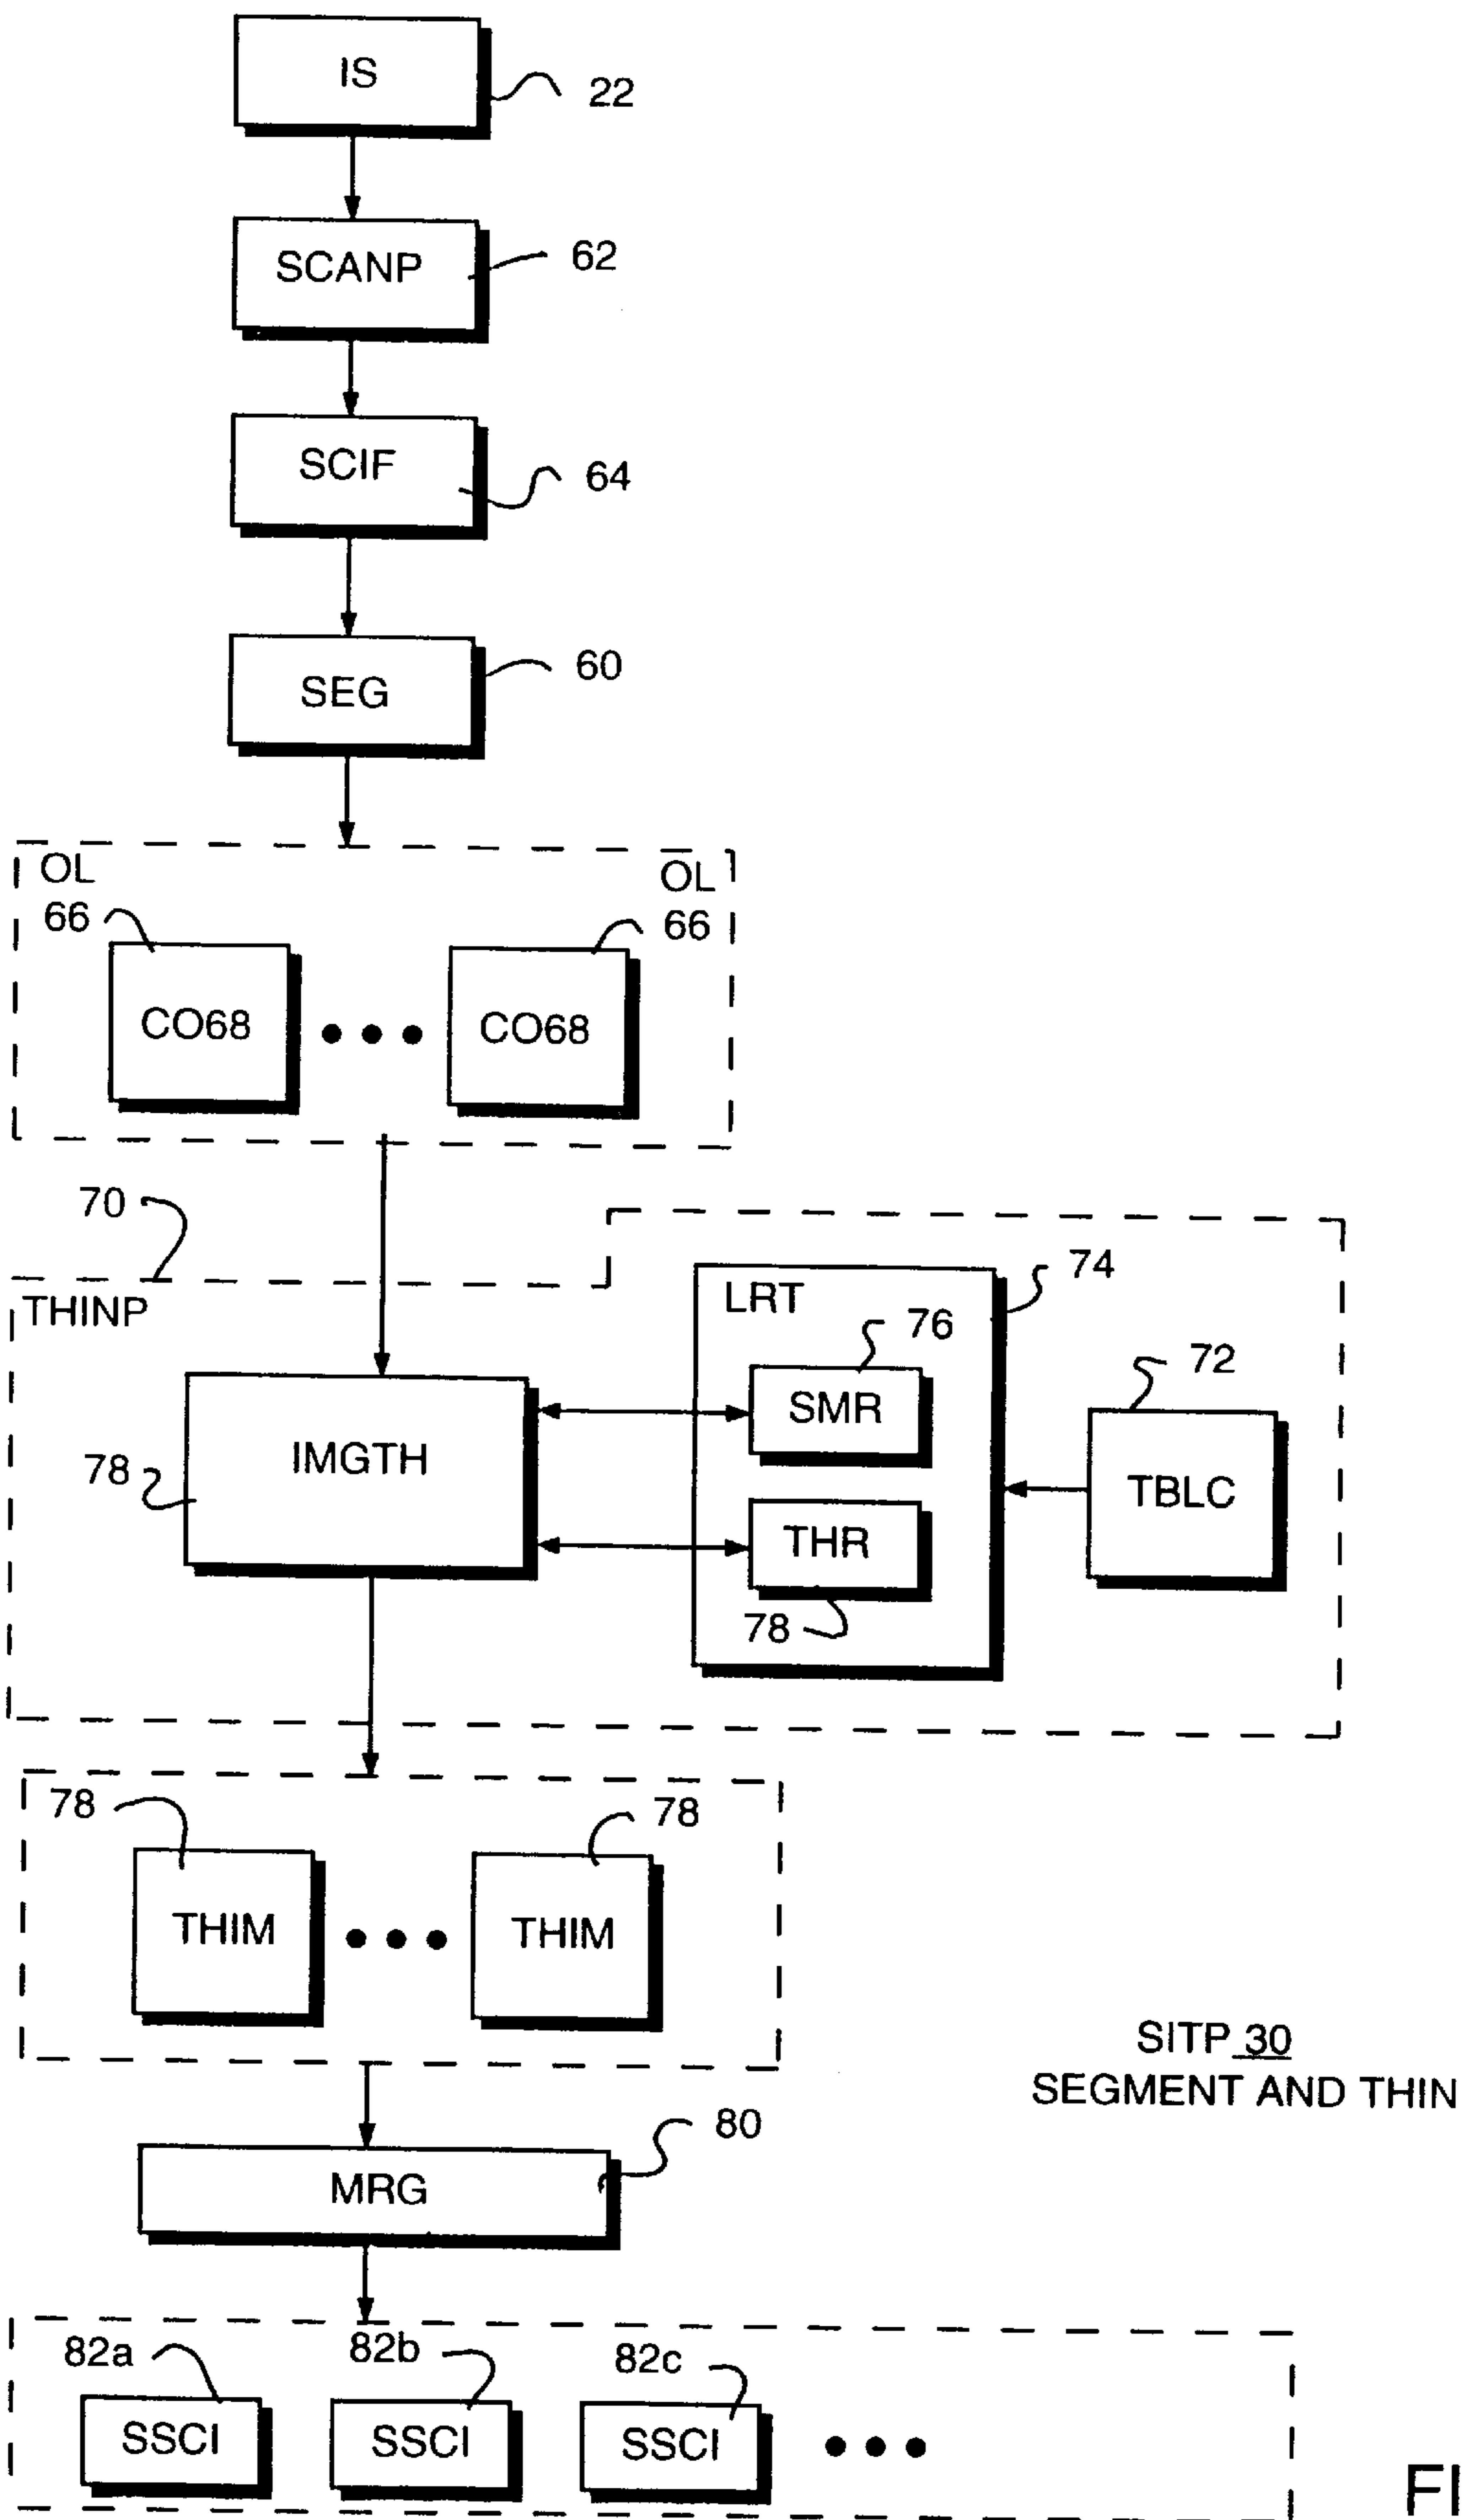 IS
22
SCANP
62
SCIF
64
SEG
60
OL
OL
66
66
CO68
CO68
70
THINP
LRT
74
76
SMR
72
IMGTH
78
TBLC
THR
78
78
78
THIM
THIM
SITP 30
SEGMENT AND THIN
80
MRG
82a
82b
82c
SSCI
SSCI
SSCI
FI